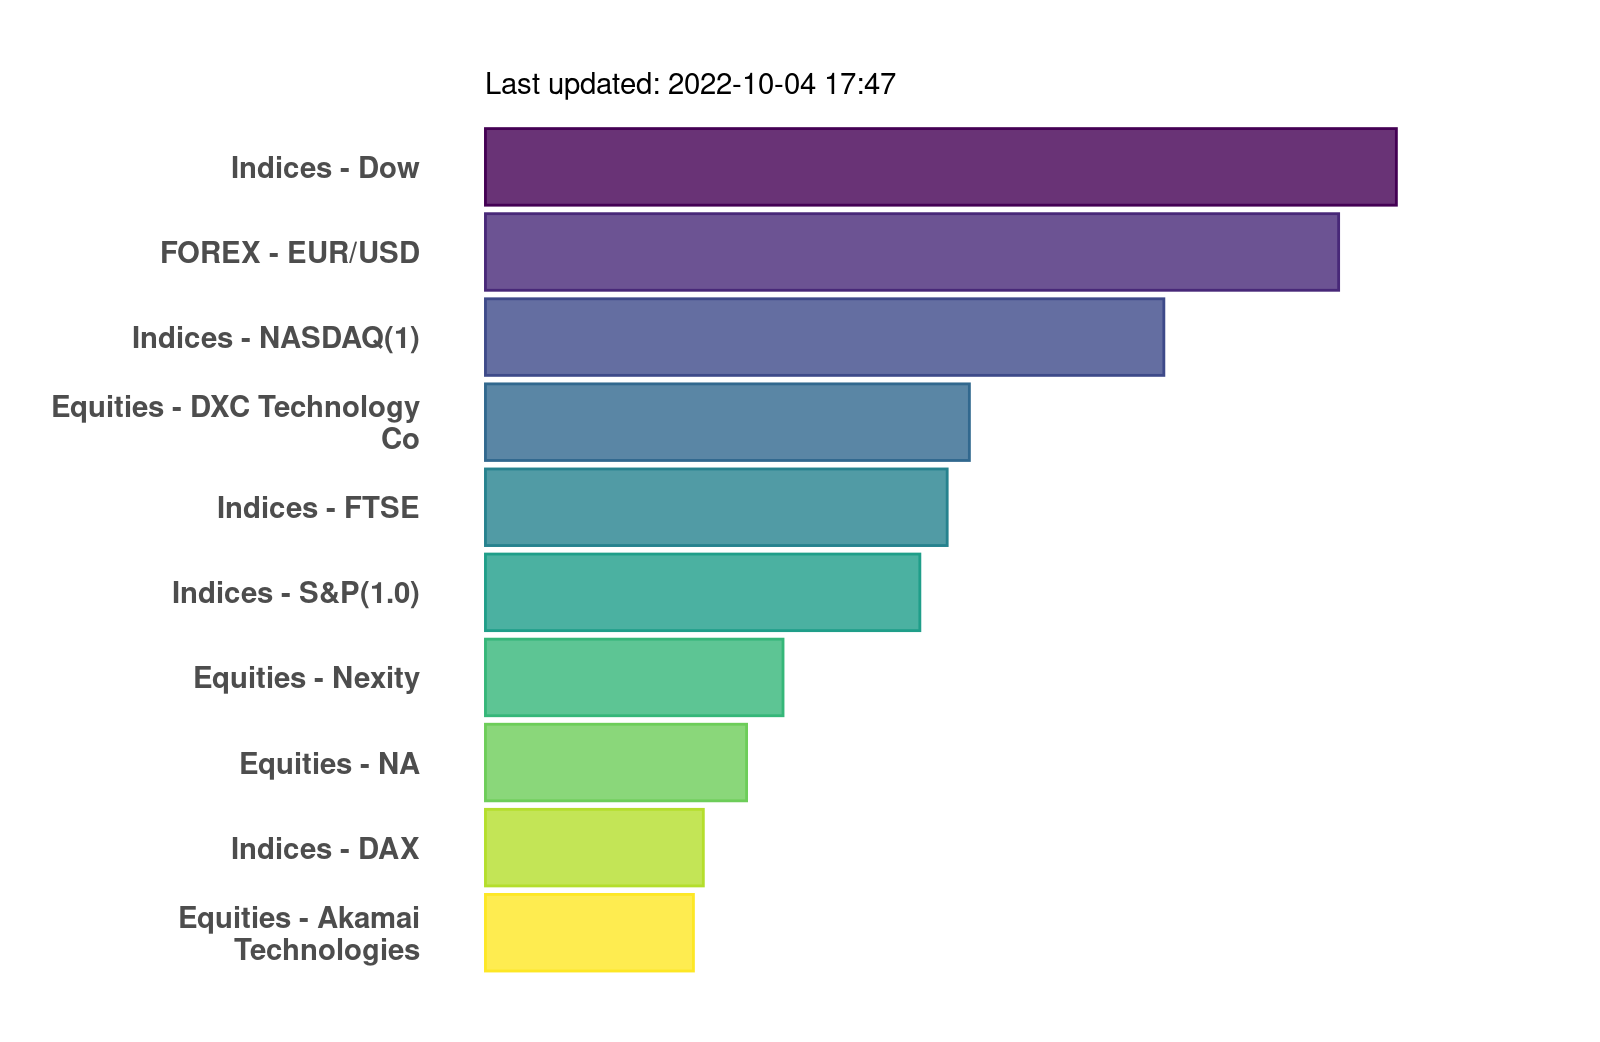 Last updated: 2022-10-04 17:47
Indices - Dow
FOREX - EUR/USD
Indices - NASDAQ(1)
Equities - DXC Technology
Co
Indices - FTSE
Indices - S&P(1.0)
Equities - Nexity
Equities - NA
Indices - DAX
Equities - Akamai
Technologies